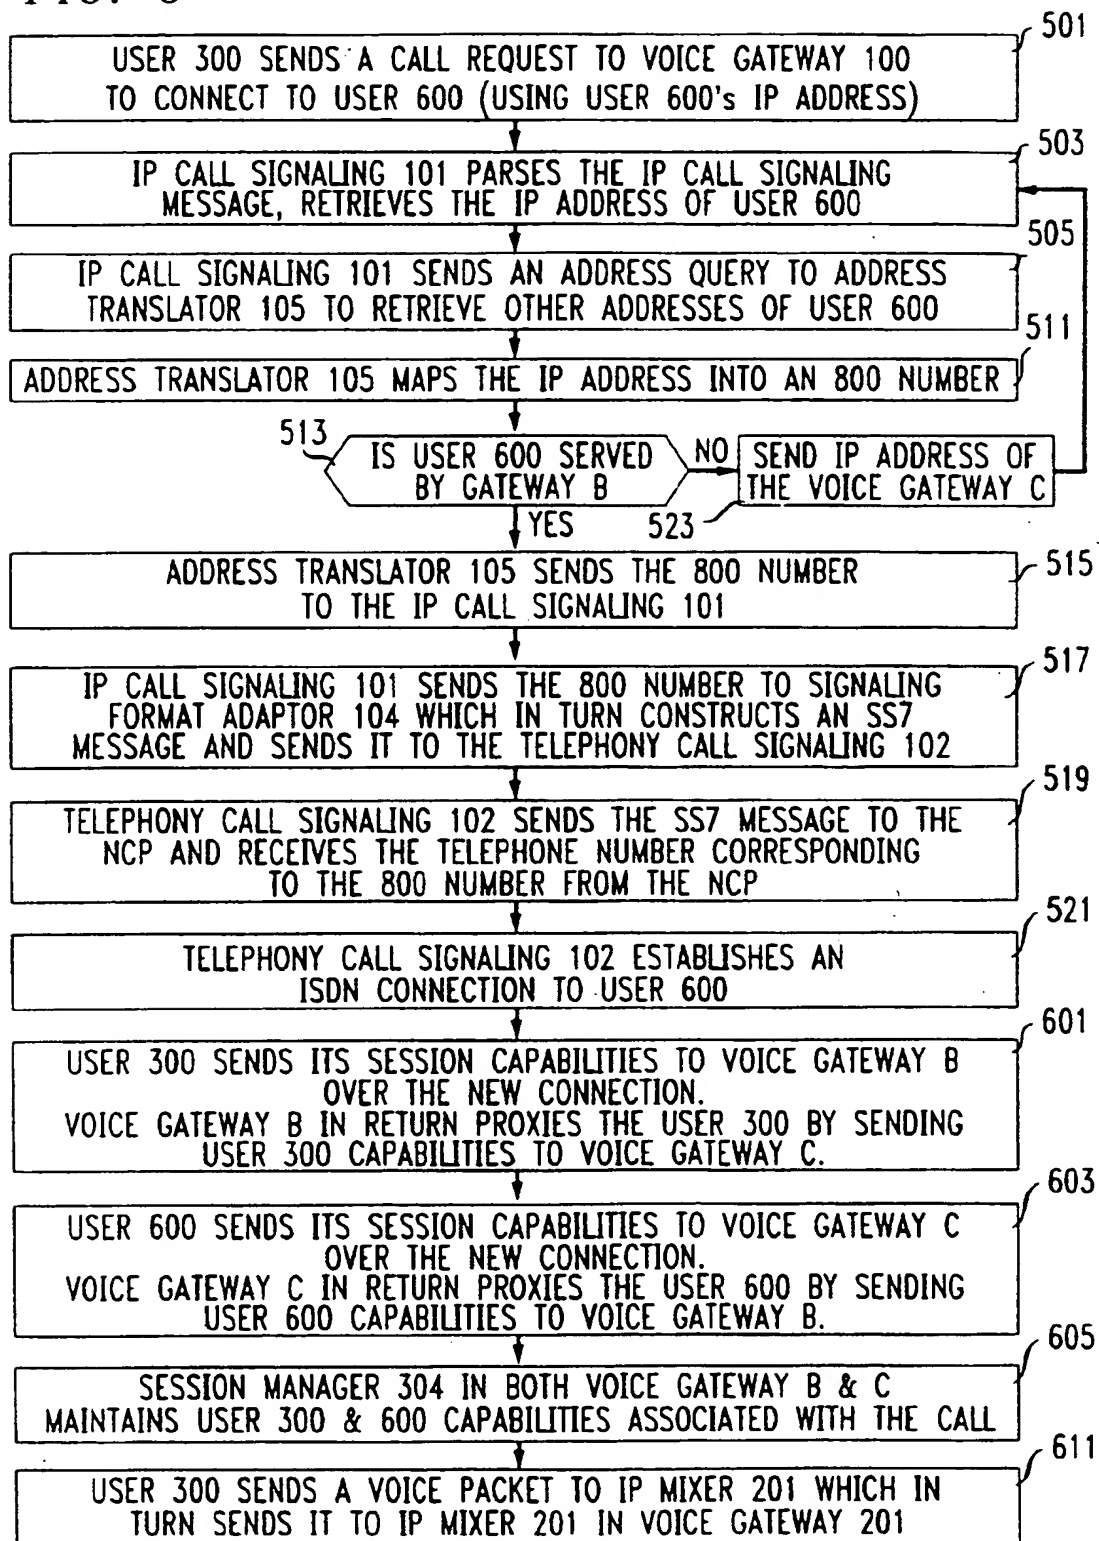 501
USER 300 SENDS A CALL REQUEST TO VOICE GATEWAY 100
TO CONNECT TO USER 600 (USING USER 600's IP ADDRESS)
503
IP CALL SIGNALING 101 PARSES THE IP CALL SIGNALING
MESSAGE, RETRIEVES THE IP ADDRESS OF USER 600
505
IP CALL SIGNALING 101 SENDS AN ADDRESS QUERY TO ADDRESS
TRANSLATOR 105 TO RETRIEVE OTHER ADDRESSES OF USER 600
511
ADDRESS TRANSLATOR 105 MAPS THE IP ADDRESS INTO AN 800 NUMBER
513
IS USER 600 SERVED
BY GATEWAY B
NO
SEND IP ADDRESS OF
THE VOICE GATEWAY C
YES
523
515
ADDRESS TRANSLATOR 105 SENDS THE 800 NUMBER
TO THE IP CALL SIGNALING 101
517
IP CALL SIGNALING 101 SENDS THE 800 NUMBER TO SIGNALING
FORMAT ADAPTOR 104 WHICH IN TURN CONSTRUCTS AN SS7
MESSAGE AND SENDS IT TO THE TELEPHONY CALL SIGNALING 102
519
TELEPHONY CALL SIGNALING 102 SENDS THE SS7 MESSAGE TO THE
NCP AND RECEIVES THE TELEPHONE NUMBER CORRESPONDING
TO THE 800 NUMBER FROM THE NCP
521
TELEPHONY CALL SIGNALING 102 ESTABLISHES AN
ISDN CONNECTION TO USER 600
601
USER 300 SENDS ITS SESSION CAPABILITIES TO VOICE GATEWAY B
OVER THE NEW CONNECTION.
VOICE GATEWAY B IN RETURN PROXIES THE USER 300 BY SENDING
USER 300 CAPABILITIES TO VOICE GATEWAY C.
603
USER 600 SENDS ITS SESSION CAPABILITIES TO VOICE GATEWAY C
OVER THE NEW CONNECTION.
VOICE GATEWAY C IN RETURN PROXIES THE USER 600 BY SENDING
USER 600 CAPABILITIES TO VOICE GATEWAY B.
605
SESSION MANAGER 304 IN BOTH VOICE GATEWAY B & C
MAINTAINS USER 300 & 600 CAPABILITIES ASSOCIATED WITH THE CALL
611
USER 300 SENDS A VOICE PACKET TO IP MIXER 201 WHICH IN
TURN SENDS IT TO IP MIXER 201 IN VOICE GATEWAY 201